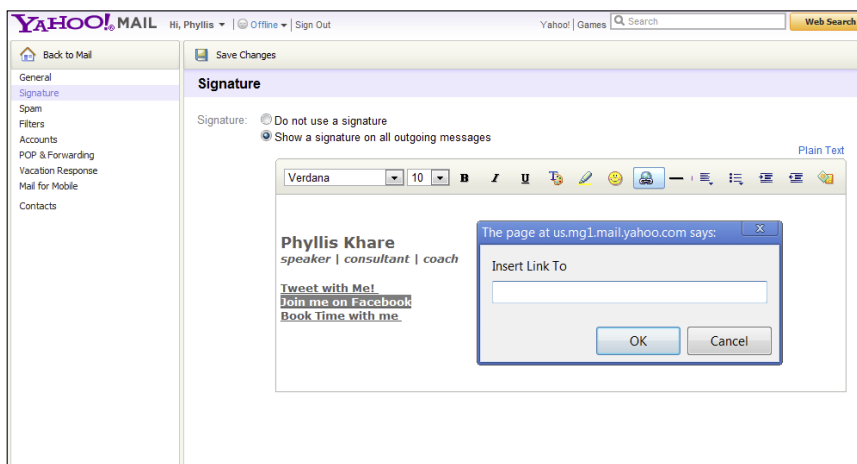 YAHOO! MAIL Hi, Phyllis | Offline | Sign Out Yahoo! | Games Search Web Search
Back to Mail
Save Changes
General
Signature
Spam
Filters
Accounts
POP & Forwarding
Vacation Response
Mail for Mobile
Contacts
Signature
Signature: Do not use a signature
Show a signature on all outgoing messages
Plain Text
Verdana 10 B I U T
Phyllis Khare
speaker | consultant | coach
Tweet with Me!
Join me on Facebook
Book Time with me
The page at us.mg1.mail.yahoo.com says: X
Insert Link To
OK Cancel